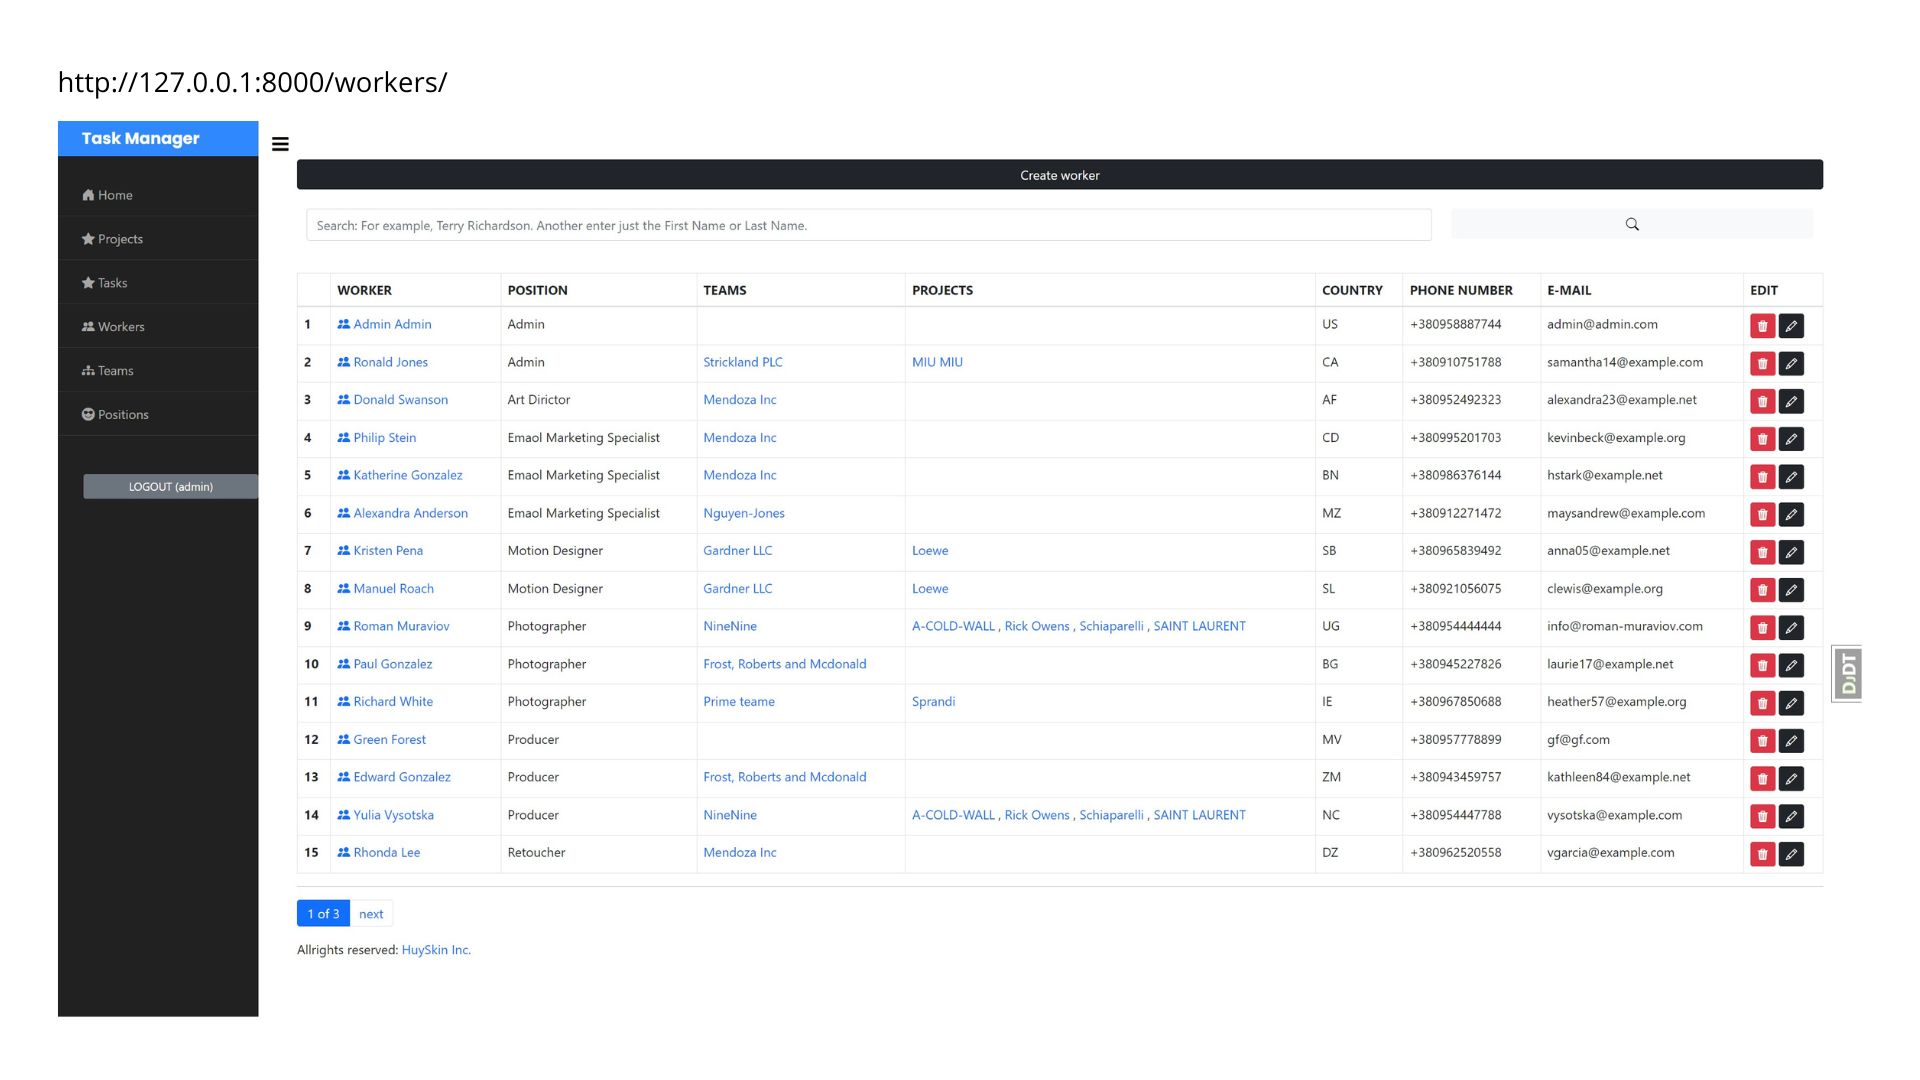 http://127.0.0.1:8000/workers/
Task Manager
Home
Projects
Tasks
Workers
Teams
Positions
LOGOUT (admin)
Create worker
Search: For example, Terry Richardson. Another enter just the First Name or Last Name.
WORKER POSITION TEAMS PROJECTS COUNTRY PHONE NUMBER E-MAIL EDIT
1 Admin Admin Admin US +380958887744 admin@admin.com
2 Ronald Jones Admin Strickland PLC MIU MIU CA +380910751788 samantha14@example.com
3 Donald Swanson Art Dirictor Mendoza Inc AF +380952492323 alexandra23@example.net
4 Philip Stein Emaol Marketing Specialist Mendoza Inc CD +380995201703 kevinbeck@example.org
5 Katherine Gonzalez Emaol Marketing Specialist Mendoza Inc BN +380986376144 hstark@example.net
6 Alexandra Anderson Emaol Marketing Specialist Nguyen-Jones MZ +380912271472 maysandrew@example.com
7 Kristen Pena Motion Designer Gardner LLC Loewe SB +380965839492 anna05@example.net
8 Manuel Roach Motion Designer Gardner LLC Loewe SL +380921056075 clewis@example.org
9 Roman Muraviov Photographer NineNine A-COLD-WALL , Rick Owens , Schiaparelli , SAINT LAURENT UG +380954444444 info@roman-muraviov.com
10 Paul Gonzalez Photographer Frost, Roberts and Mcdonald BG +380945227826 laurie17@example.net
11 Richard White Photographer Prime teame Sprandi IE +380967850688 heather57@example.org
12 Green Forest Producer MV +380957778899 gf@gf.com
13 Edward Gonzalez Producer Frost, Roberts and Mcdonald ZM +380943459757 kathleen84@example.net
14 Yulia Vysotska Producer NineNine A-COLD-WALL , Rick Owens , Schiaparelli , SAINT LAURENT NC +380954447788 vysotska@example.com
15 Rhonda Lee Retoucher Mendoza Inc DZ +380962520558 vgarcia@example.com
1 of 3 next
Allrights reserved: HuySkin Inc.
DJDT